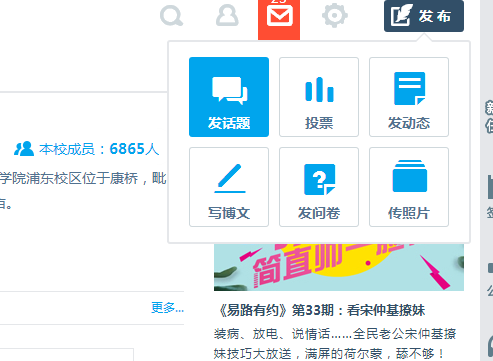 发布
发话题
投票
发动态
写博文
发问卷
传照片
本校成员：6865人
学院浦东校区位于康桥，毗
更多...
《易路有约》第33期：看宋仲基撩妹
装病、放电、说情话……全民老公宋仲基撩
妹技巧大放送，满屏的荷尔蒙，舔不够！